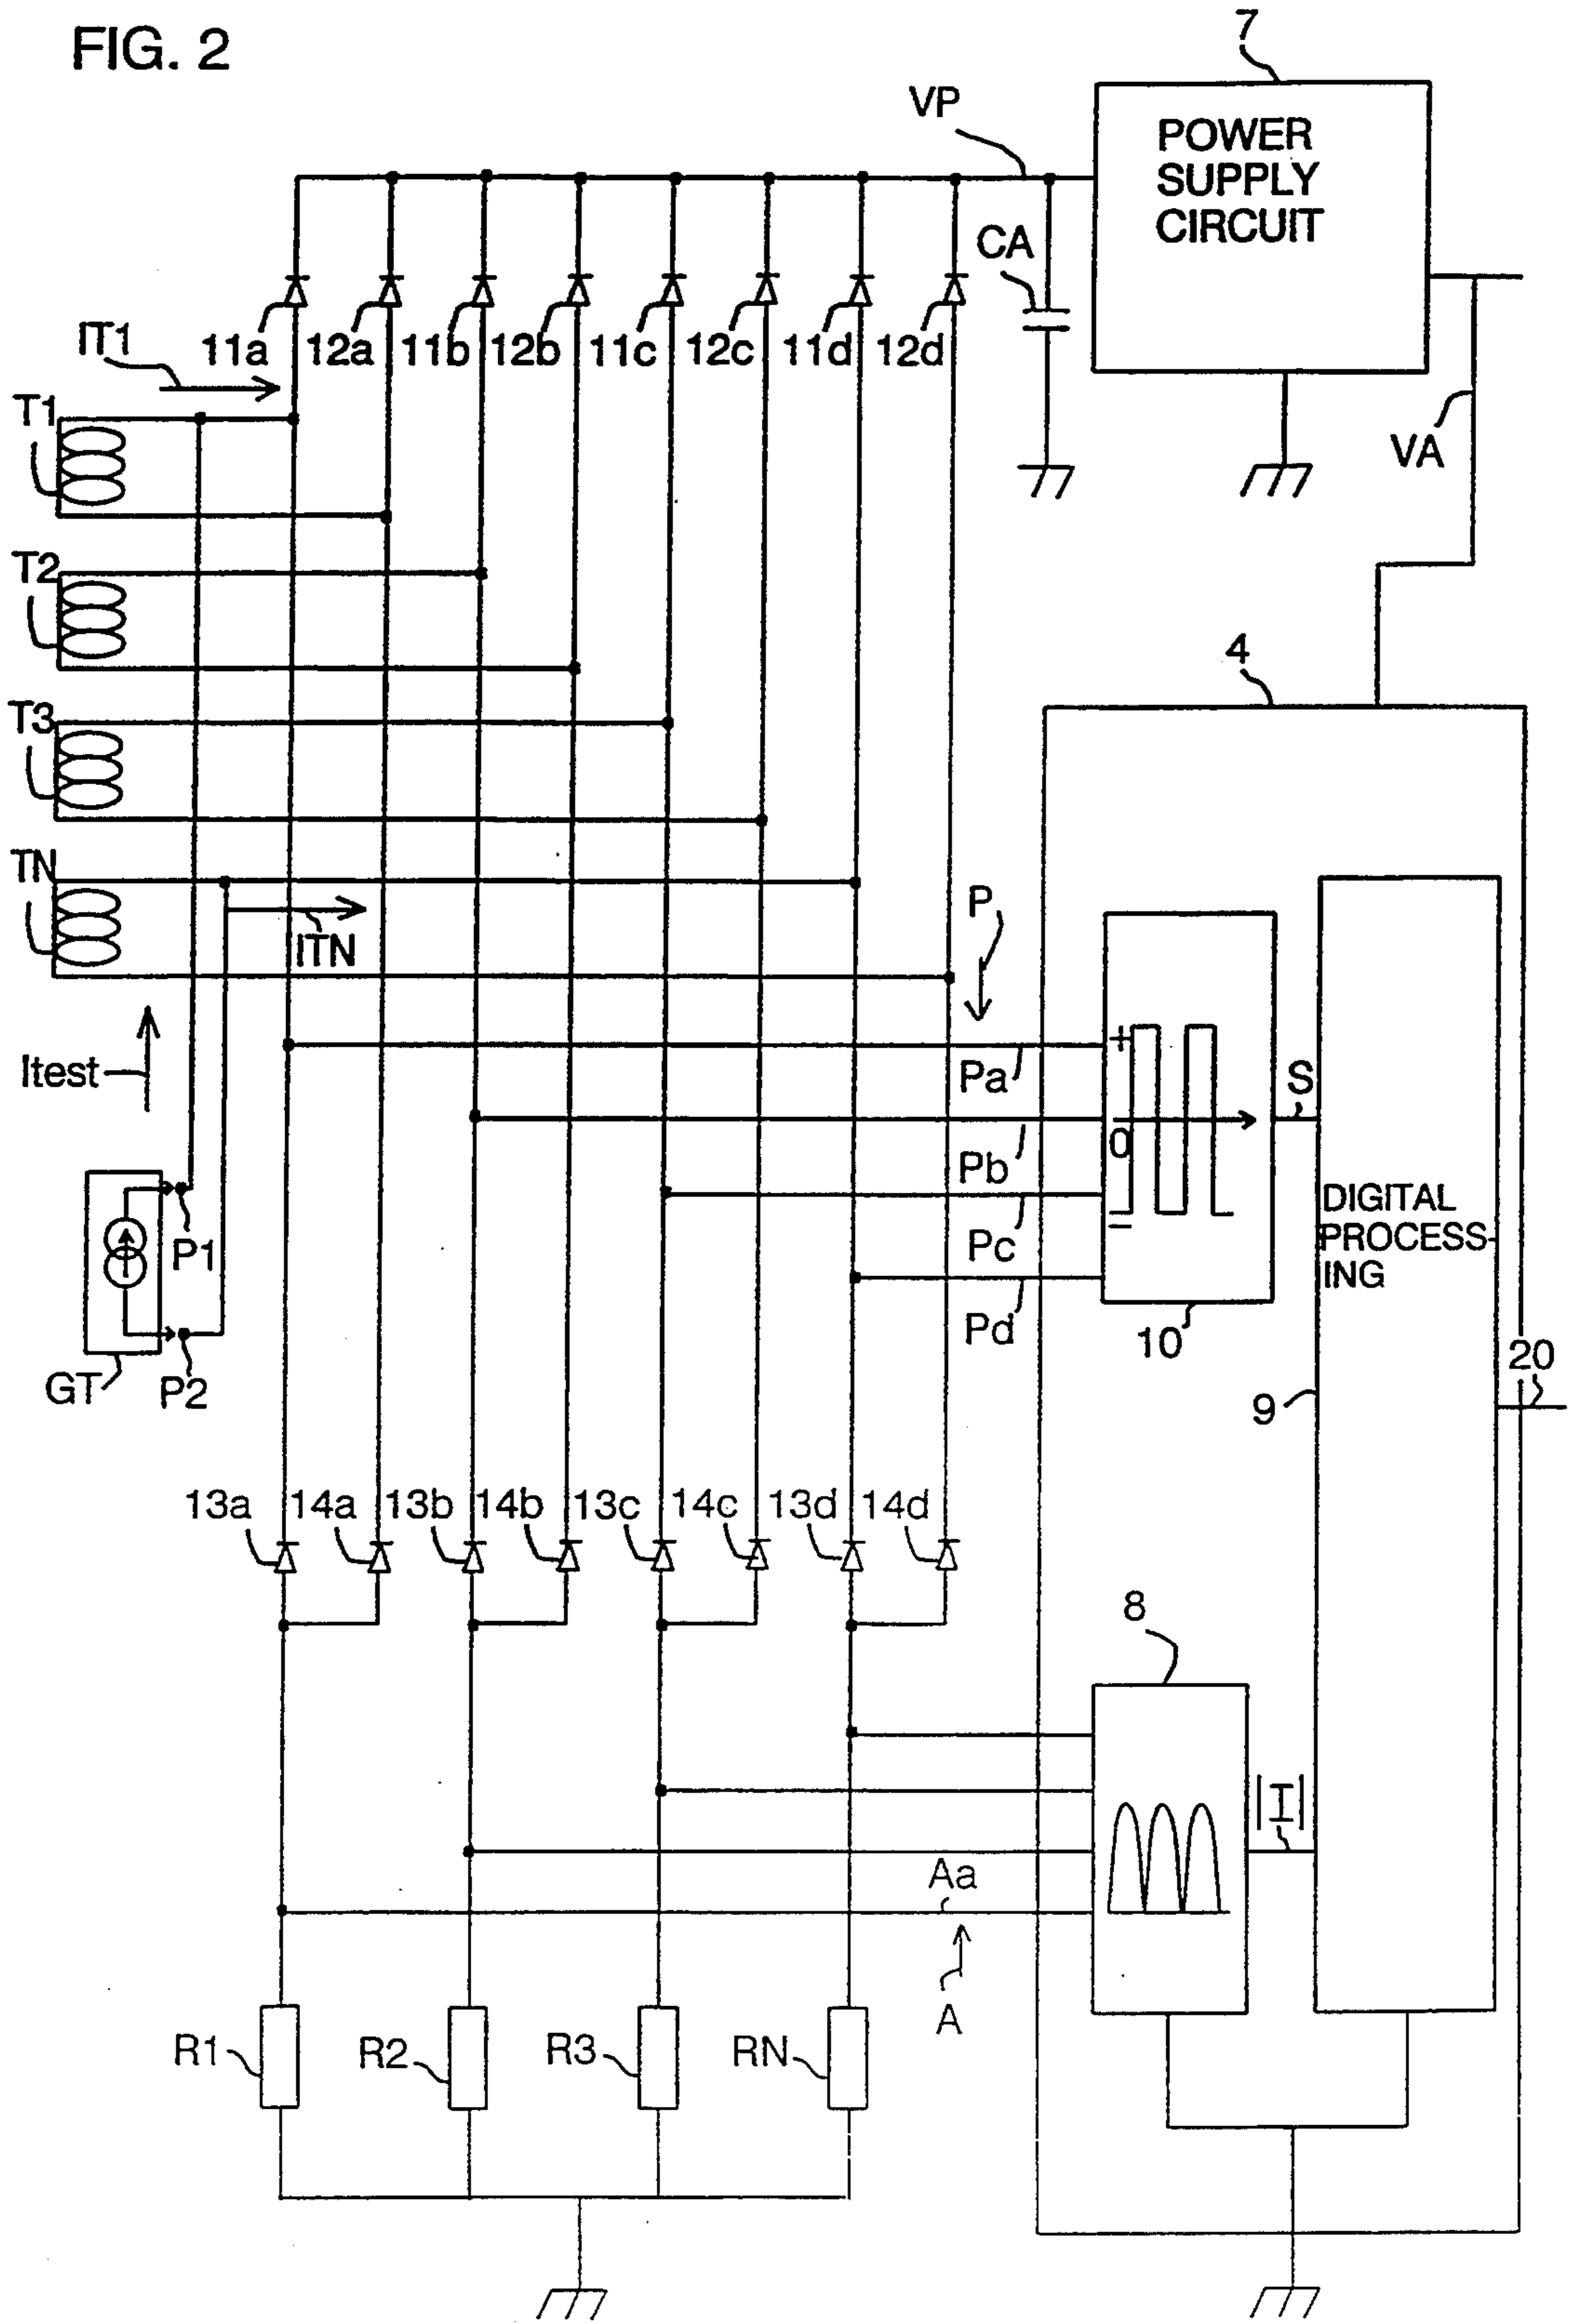 FIG. 2
7
VP
POWER
SUPPLY
CIRCUIT
CA
11a 12a 11b 12b 11c 12c 11d 12d
IT1
T1
VA
T2
4
T3
TN
ITN
P
Itest
+
Pa
S
0
Pb
DIGITAL
PROCESS-
ING
–
Pc
P1
Pd
10
20
GT
P2
9
13a 14a 13b 14b 13c 14c 13d 14d
8
|I|
Aa
A
R1 R2 R3 RN